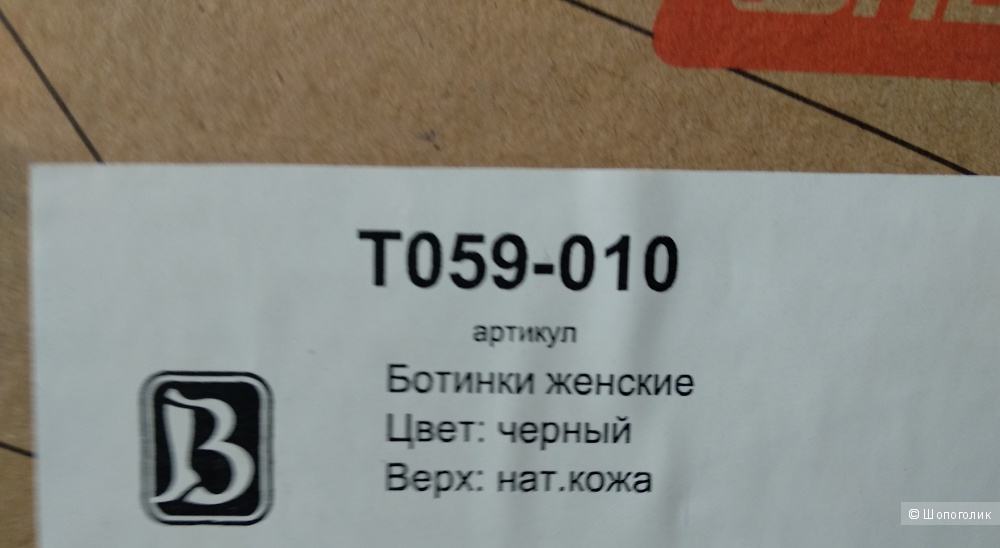 T059-010
артикул
Ботинки женские
Цвет: черный
Верх: нат.кожа
B
© Шопоголик